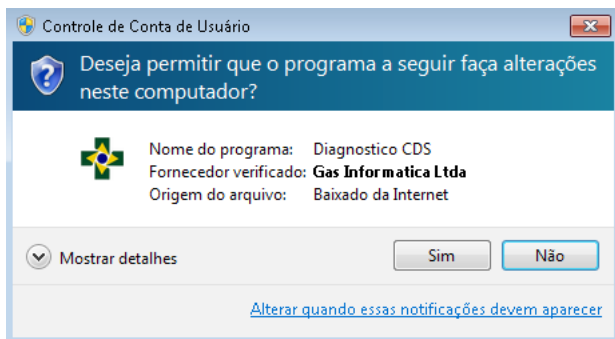 Controle de Conta de Usuário
Deseja permitir que o programa a seguir faça alterações
neste computador?
Nome do programa: Diagnostico CDS
Fornecedor verificado: Gas Informatica Ltda
Origem do arquivo: Baixado da Internet
Mostrar detalhes Sim Não
Alterar quando essas notificações devem aparecer